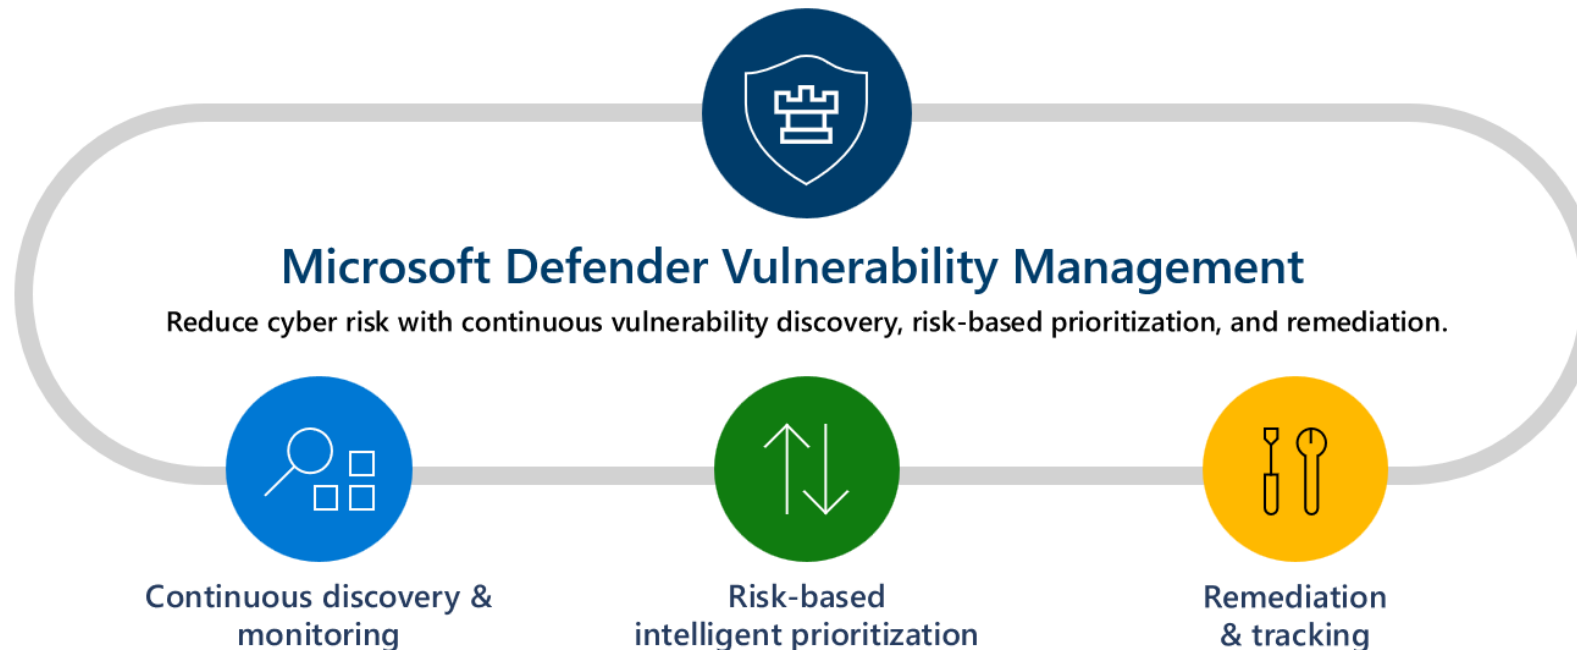 Microsoft Defender Vulnerability Management
Reduce cyber risk with continuous vulnerability discovery, risk-based prioritization, and remediation.
Continuous discovery &
monitoring
Risk-based
intelligent prioritization
Remediation
& tracking